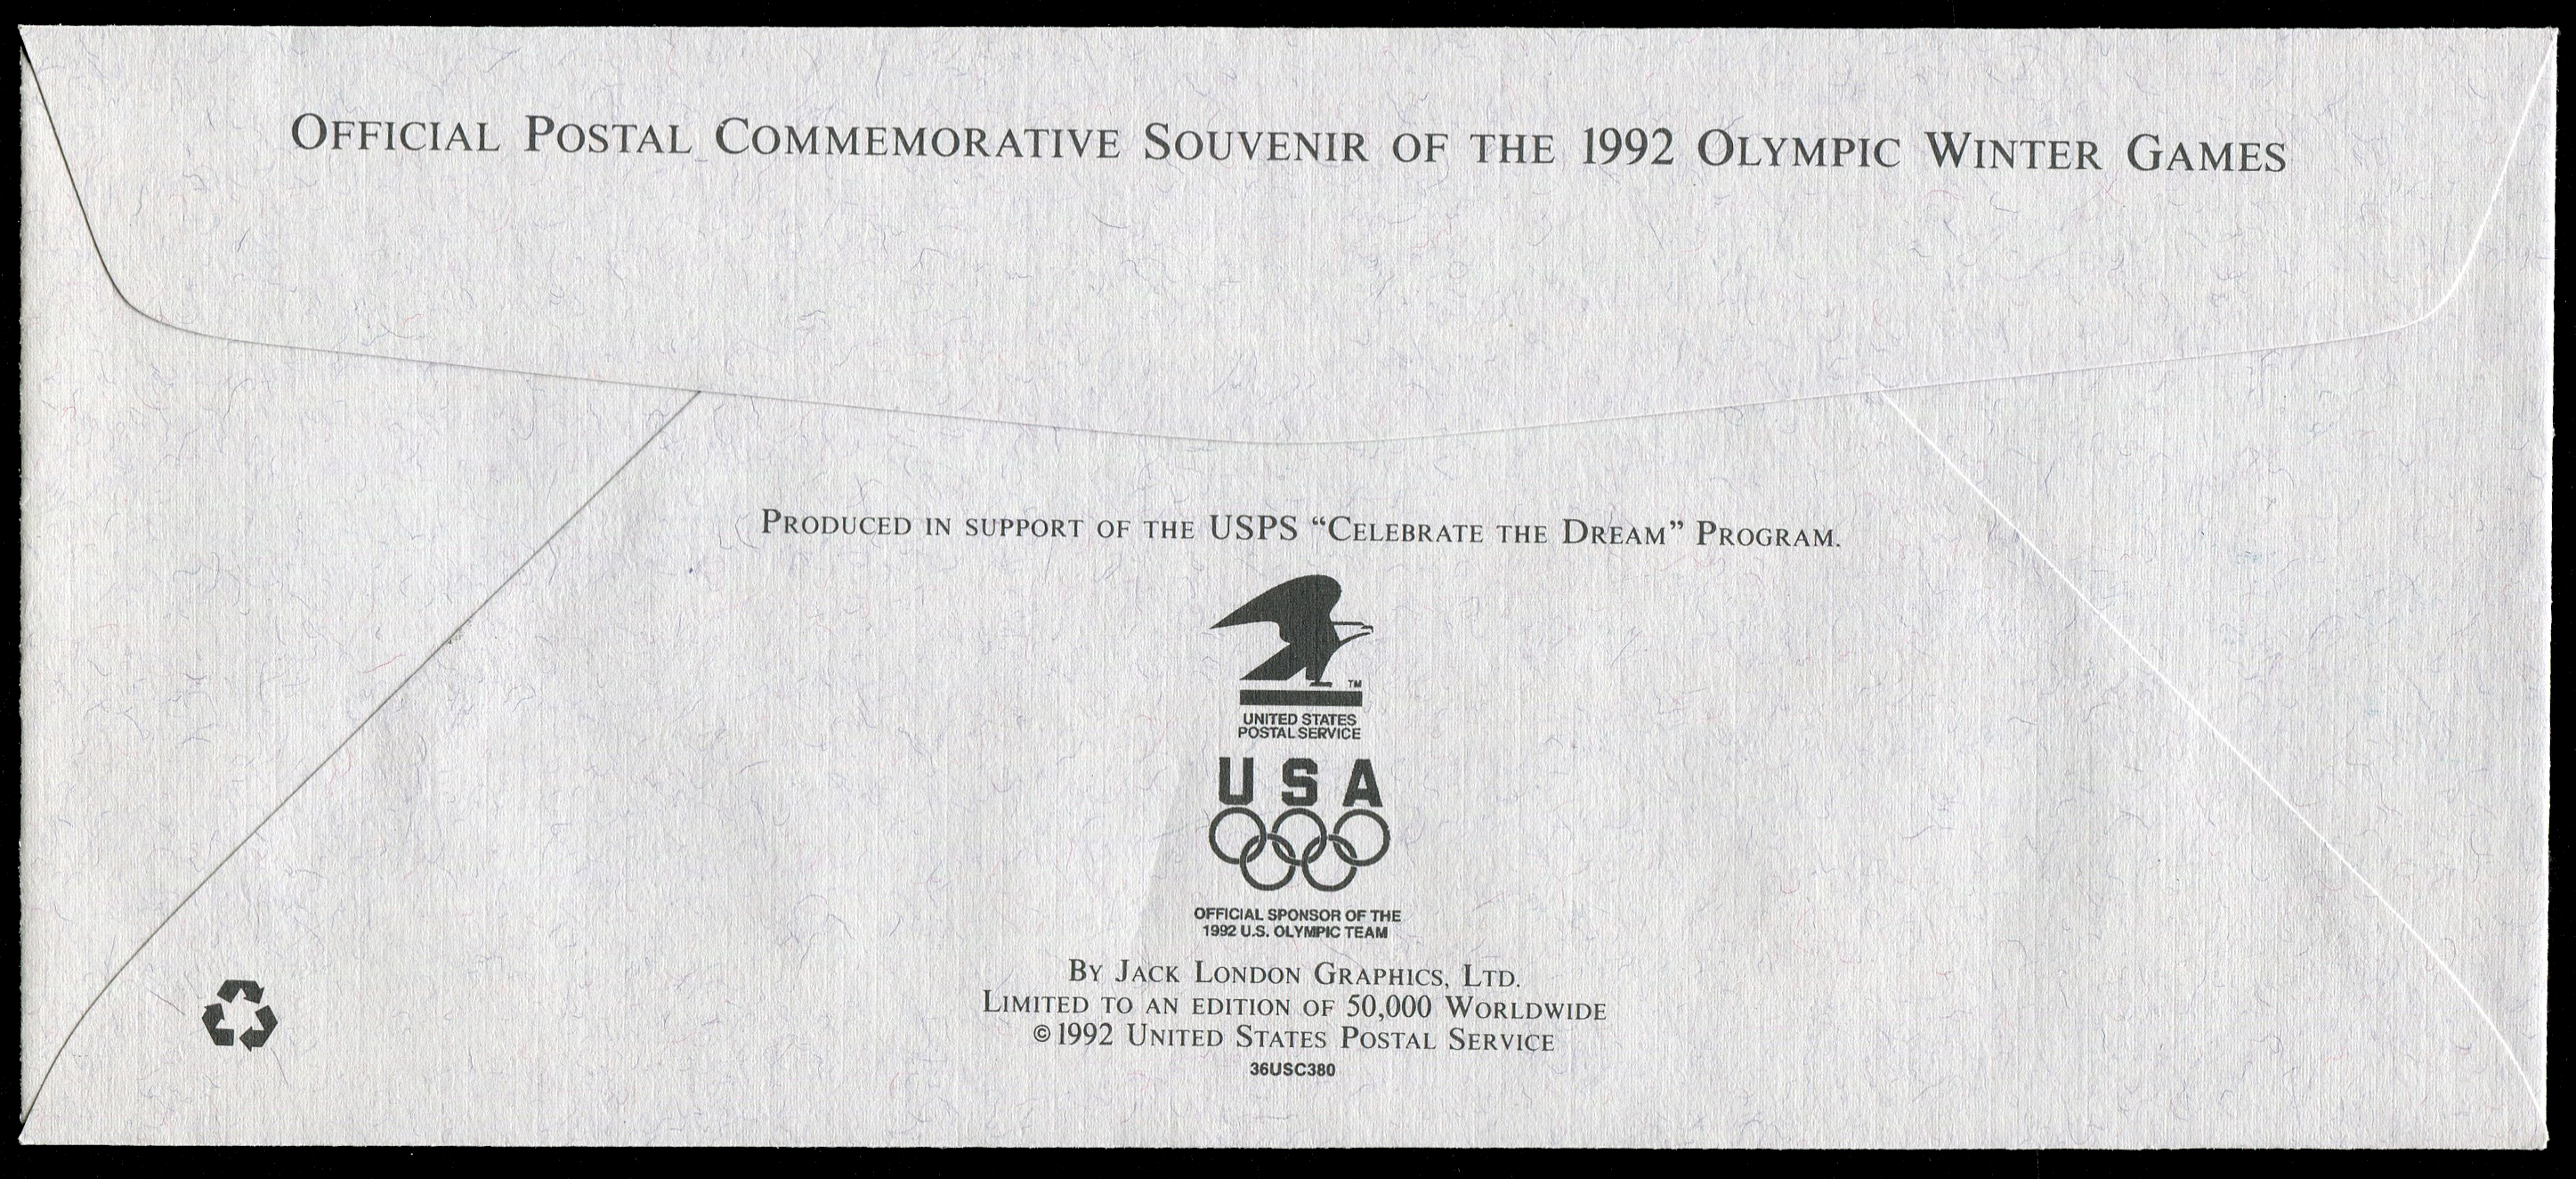 Official Postal Commemorative Souvenir of the 1992 Olympic Winter Games
Produced in support of the USPS “Celebrate the Dream” Program.
TM
UNITED STATES
POSTAL SERVICE
USA
OFFICIAL SPONSOR OF THE
1992 U.S. OLYMPIC TEAM
By Jack London Graphics, Ltd.
Limited to an edition of 50,000 Worldwide
©1992 United States Postal Service
36USC380